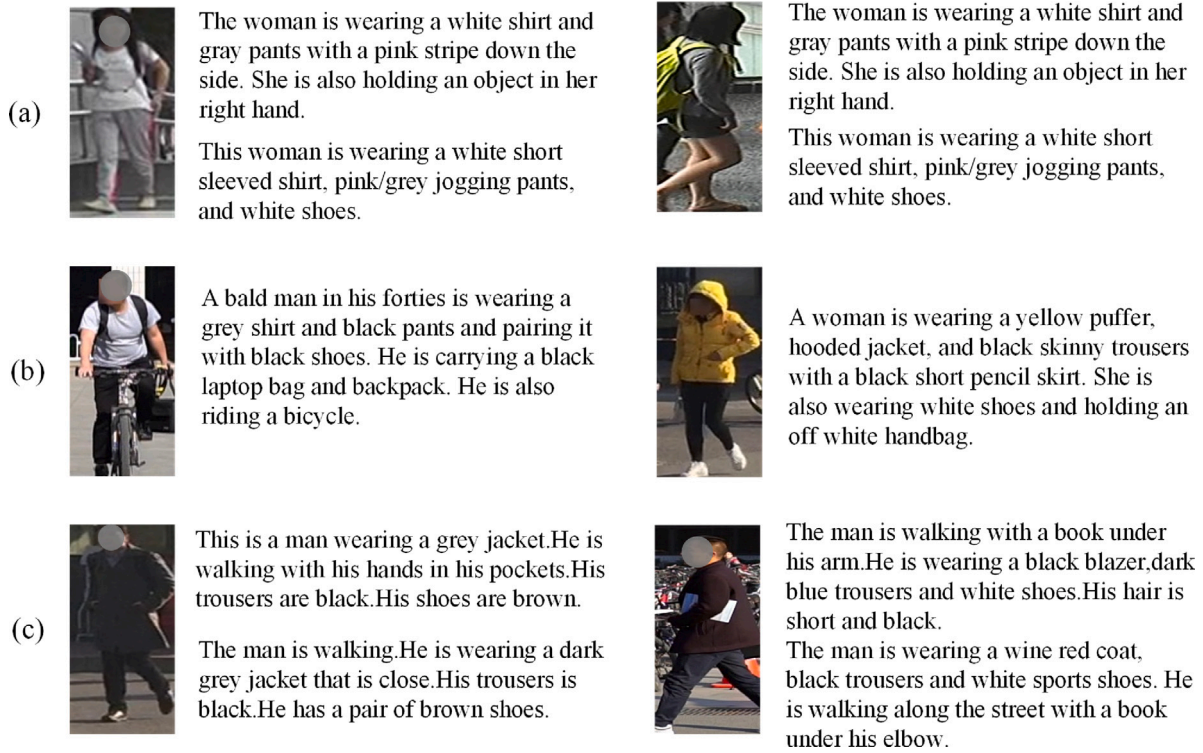 (a)
The woman is wearing a white shirt and
gray pants with a pink stripe down the
side. She is also holding an object in her
right hand.
This woman is wearing a white short
sleeved shirt, pink/grey jogging pants,
and white shoes.
The woman is wearing a white shirt and
gray pants with a pink stripe down the
side. She is also holding an object in her
right hand.
This woman is wearing a white short
sleeved shirt, pink/grey jogging pants,
and white shoes.
(b)
A bald man in his forties is wearing a
grey shirt and black pants and pairing it
with black shoes. He is carrying a black
laptop bag and backpack. He is also
riding a bicycle.
A woman is wearing a yellow puffer,
hooded jacket, and black skinny trousers
with a black short pencil skirt. She is
also wearing white shoes and holding an
off white handbag.
(c)
This is a man wearing a grey jacket.He is
walking with his hands in his pockets.His
trousers are black.His shoes are brown.
The man is walking.He is wearing a dark
grey jacket that is close.His trousers is
black.He has a pair of brown shoes.
The man is walking with a book under
his arm.He is wearing a black blazer,dark
blue trousers and white shoes.His hair is
short and black.
The man is wearing a wine red coat,
black trousers and white sports shoes. He
is walking along the street with a book
under his elbow.